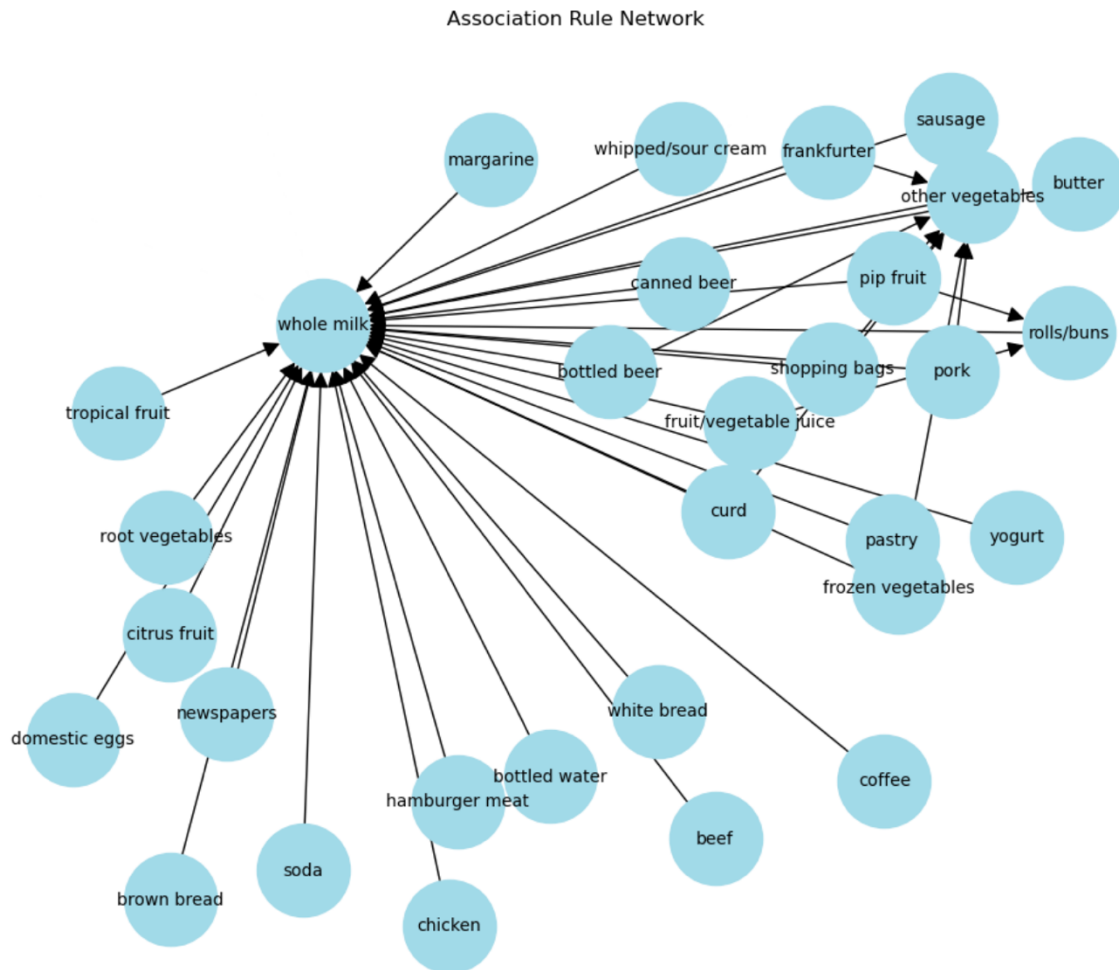 Association Rule Network
sausage
whipped/sour cream
frankfurter
margarine
butter
other vegetables
pip fruit
canned beer
whole milk
rolls/buns
shopping bags
bottled beer
pork
tropical fruit
fruit/vegetable juice
curd
root vegetables
yogurt
pastry
frozen vegetables
citrus fruit
white bread
newspapers
domestic eggs
bottled water
coffee
hamburger meat
beef
soda
brown bread
chicken